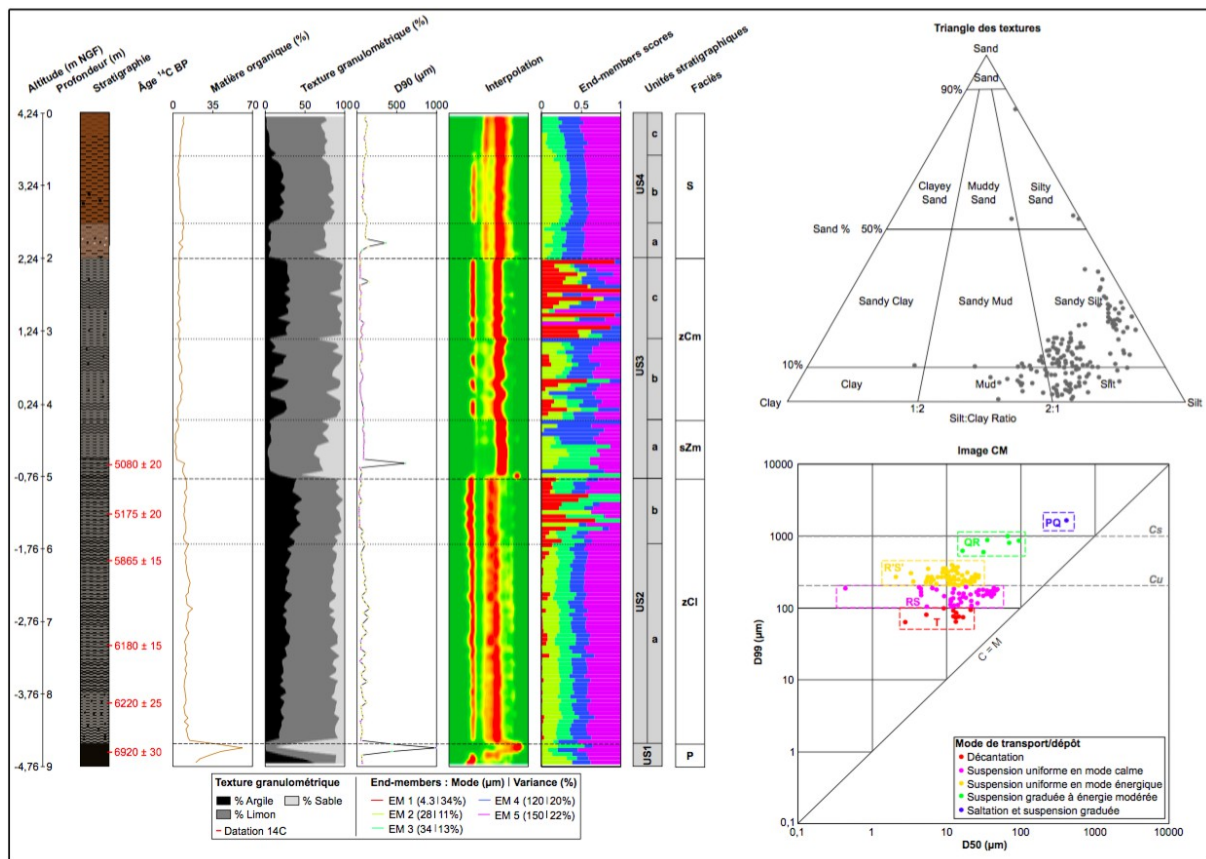 Altitude (m NGF)
Profondeur (m)
Stratigraphie
Âge ¹⁴C BP
Matière organique (%)
Texture granulométrique (%)
D90 (µm)
Interpolation
End-members scores
Unités stratigraphiques
Faciès
0 35 70
0 50 100
0 500 1000
0 0.5 1
4,24 0
3,24 1
2,24 2
1,24 3
0,24 4
-0,76 5
-1,76 6
-2,76 7
-3,76 8
-4,76 9
5080 ± 20
5175 ± 20
5865 ± 15
6180 ± 15
6220 ± 25
6920 ± 30
US4
c
b
a
S
US3
c
b
a
zCm
sZm
US2
b
a
zCl
US1
P
Texture granulométrique
% Argile % Sable
% Limon
Datation 14C
End-members : Mode (µm) | Variance (%)
EM 1 (4.3|34%) EM 4 (120|20%)
EM 2 (28|11%) EM 5 (150|22%)
EM 3 (34|13%)
Triangle des textures
Sand
Sand
90%
Clayey Sand
Muddy Sand
Silty Sand
Sand % 50%
Sandy Clay
Sandy Mud
Sandy Silt
10%
Clay
Mud
Silt
Clay
1:2
2:1
Silt
Silt:Clay Ratio
Image CM
10000
1000
100
10
1
0,1
D99 (µm)
PQ
Cs
QR
Cu
R'S'
RS
T
C = M
Mode de transport/dépôt
Décantation
Suspension uniforme en mode calme
Suspension uniforme en mode énergique
Suspension graduée à énergie modérée
Saltation et suspension graduée
0,1 1 10 100 1000 10000
D50 (µm)